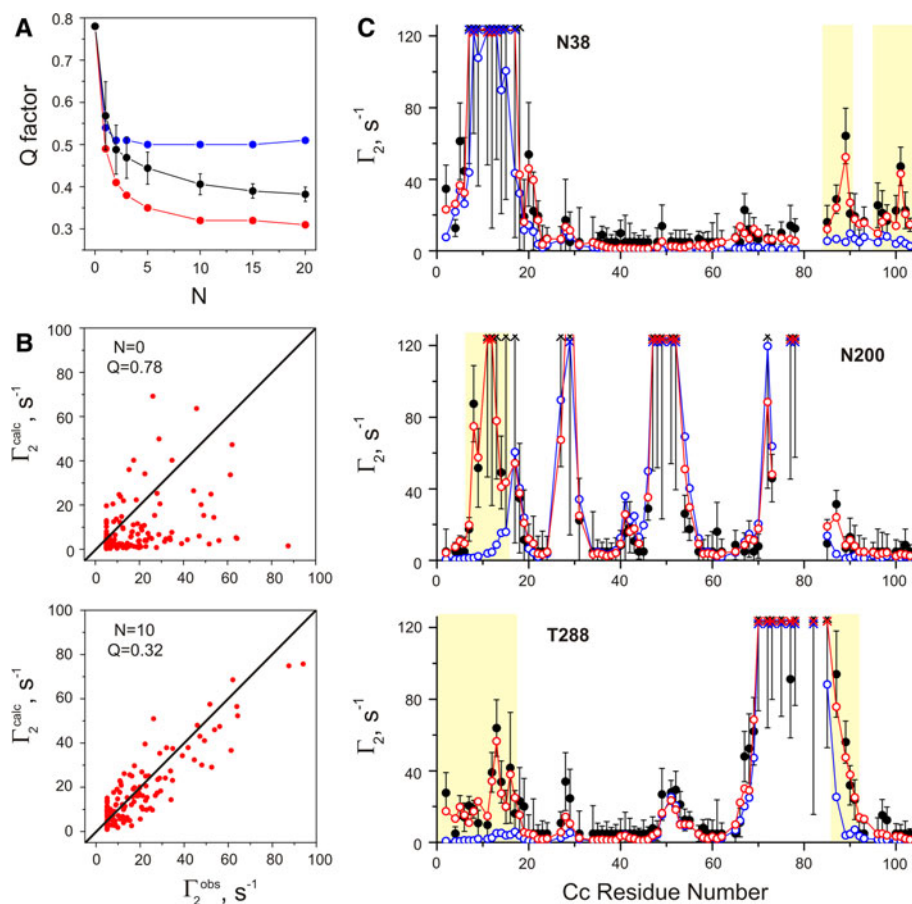 A
Q factor
0.8
0.7
0.6
0.5
0.4
0.3
0 5 10 15 20
N
B
N=0
Q=0.78
Γ₂ᶜᵃˡᶜ, s⁻¹
100
80
60
40
20
0
0 20 40 60 80 100
N=10
Q=0.32
Γ₂ᶜᵃˡᶜ, s⁻¹
100
80
60
40
20
0
0 20 40 60 80 100
Γ₂ᵒᵇˢ, s⁻¹
C
N38
Γ₂, s⁻¹
120
80
40
0
0 20 40 60 80 100
N200
Γ₂, s⁻¹
120
80
40
0
0 20 40 60 80 100
T288
Γ₂, s⁻¹
120
80
40
0
0 20 40 60 80 100
Cc Residue Number